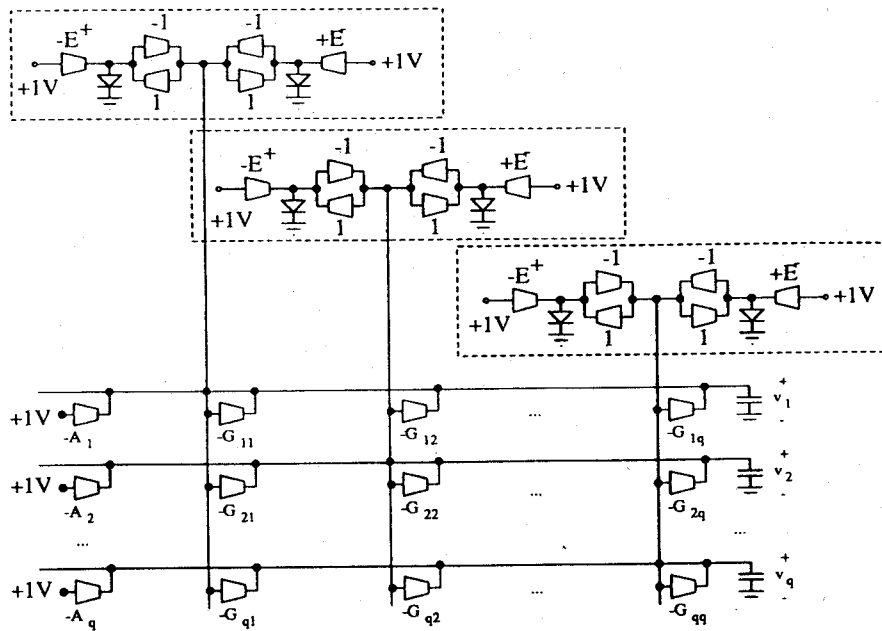 -E+ -1 -1 +E-
+1V 1 1 +1V
-E+ -1 -1 +E-
+1V 1 1 +1V
-E+ -1 -1 +E-
+1V 1 1 +1V
+1V -A1 -G11 -G12 ... -G1q + v1 -
+1V -A2 -G21 -G22 ... -G2q + v2 -
... ...
+1V -Aq -Gq1 -Gq2 ... -Gqq + vq -